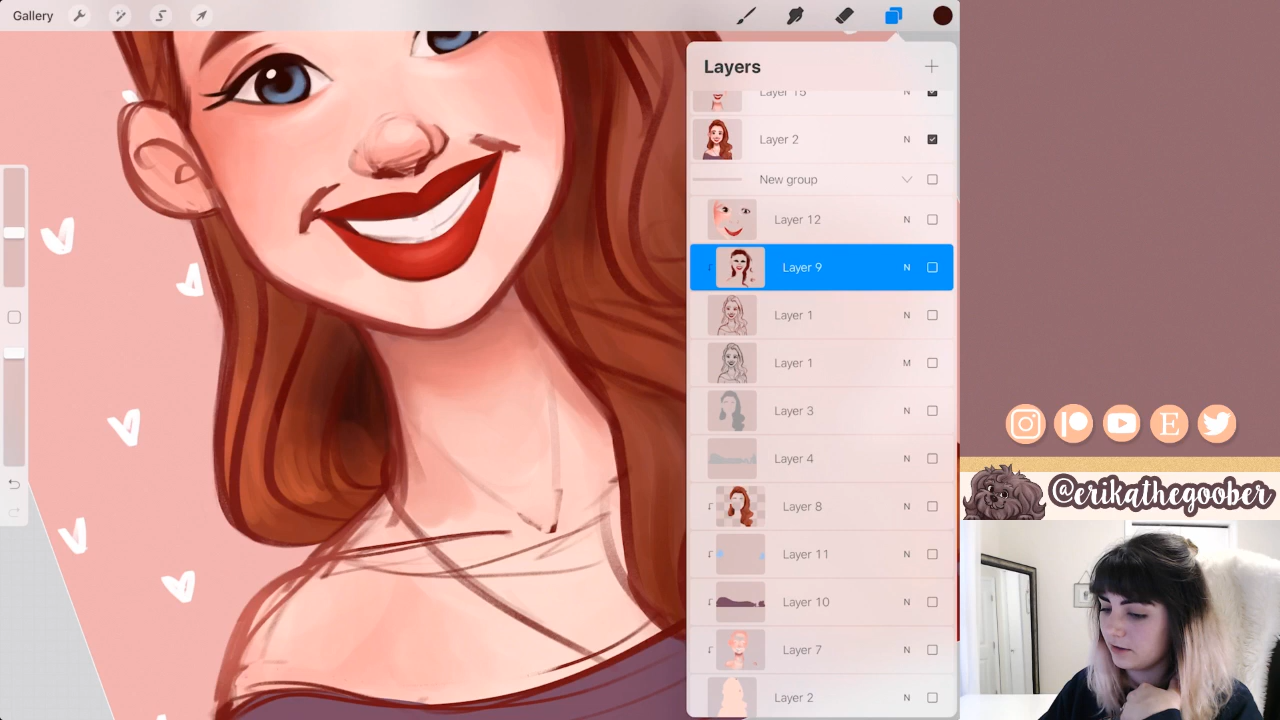 Gallery
Layers
Layer 15 N
Layer 2 N
New group
Layer 12 N
Layer 9 N
Layer 1 N
Layer 1 M
Layer 3 N
Layer 4 N
Layer 8 N
Layer 11 N
Layer 10 N
Layer 7 N
Layer 2 N
E
@erikathegoober